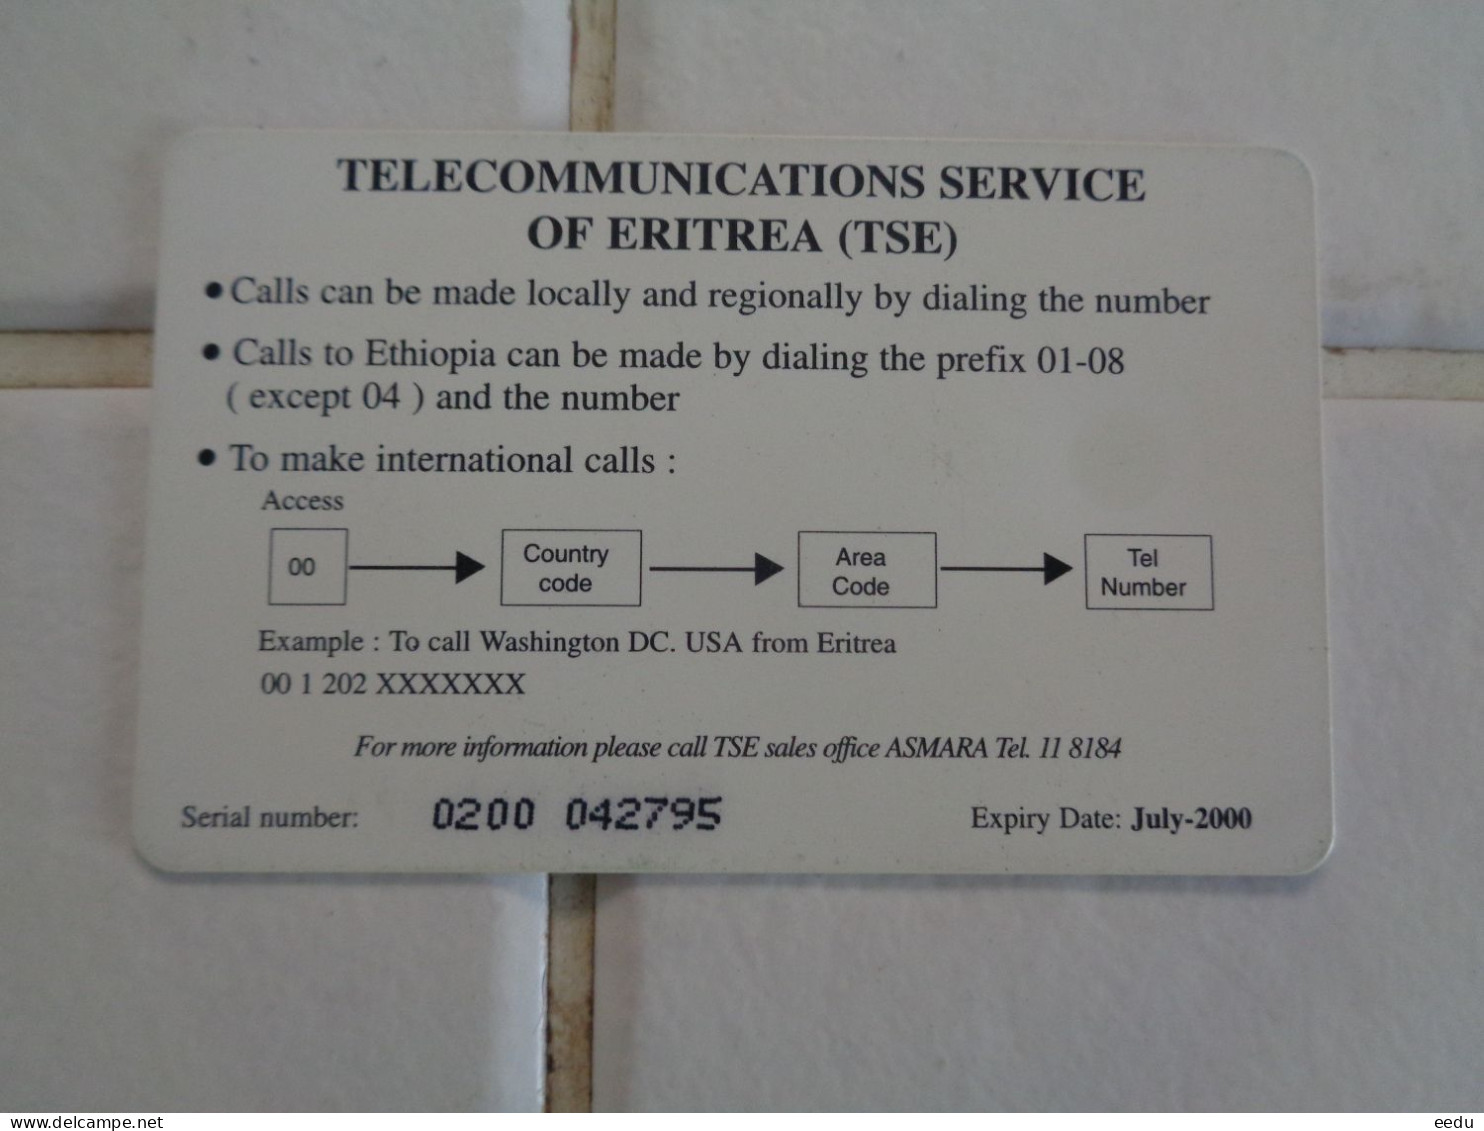 TELECOMMUNICATIONS SERVICE
OF ERITREA (TSE)
• Calls can be made locally and regionally by dialing the number
• Calls to Ethiopia can be made by dialing the prefix 01-08
( except 04 ) and the number
• To make international calls :
Access
00
Country
code
Area
Code
Tel
Number
Example : To call Washington DC. USA from Eritrea
00 1 202 XXXXXXX
For more information please call TSE sales office ASMARA Tel. 11 8184
Serial number: 0200 042795 Expiry Date: July-2000
www.delcampe.net
eedu